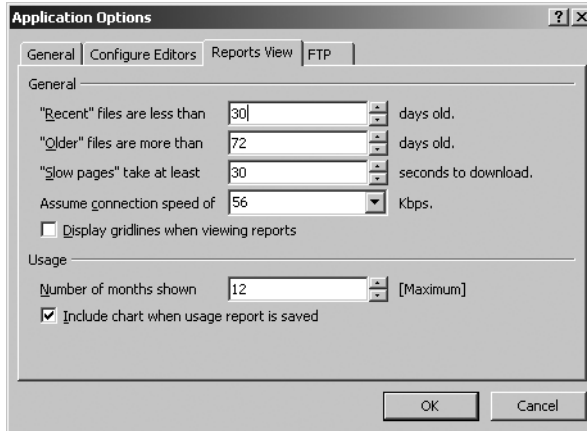 Application Options
? X
General Configure Editors Reports View FTP
General
"Recent" files are less than 30 days old.
"Older" files are more than 72 days old.
"Slow pages" take at least 30 seconds to download.
Assume connection speed of 56 Kbps.
Display gridlines when viewing reports
Usage
Number of months shown 12 [Maximum]
Include chart when usage report is saved
OK Cancel